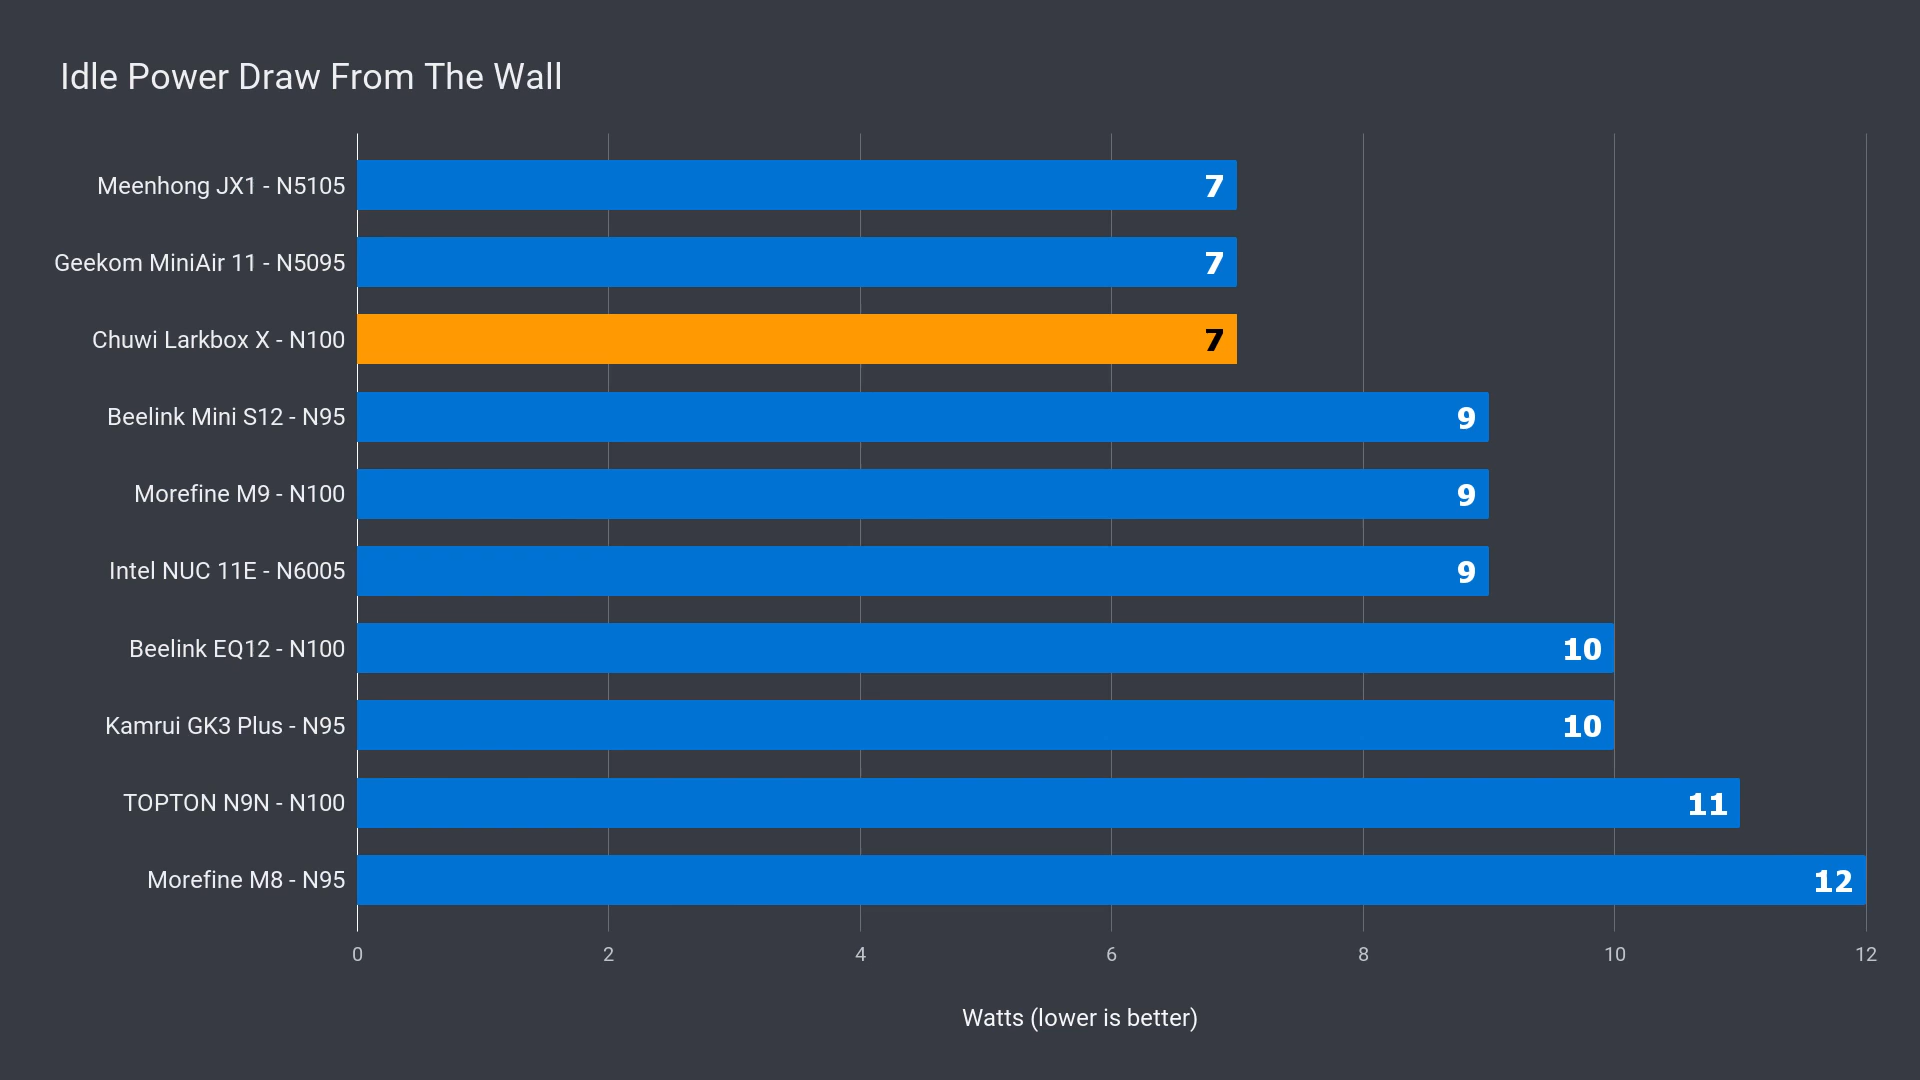 Idle Power Draw From The Wall
Meenhong JX1 - N5105 7
Geekom MiniAir 11 - N5095 7
Chuwi Larkbox X - N100 7
Beelink Mini S12 - N95 9
Morefine M9 - N100 9
Intel NUC 11E - N6005 9
Beelink EQ12 - N100 10
Kamrui GK3 Plus - N95 10
TOPTON N9N - N100 11
Morefine M8 - N95 12
0 2 4 6 8 10 12
Watts (lower is better)